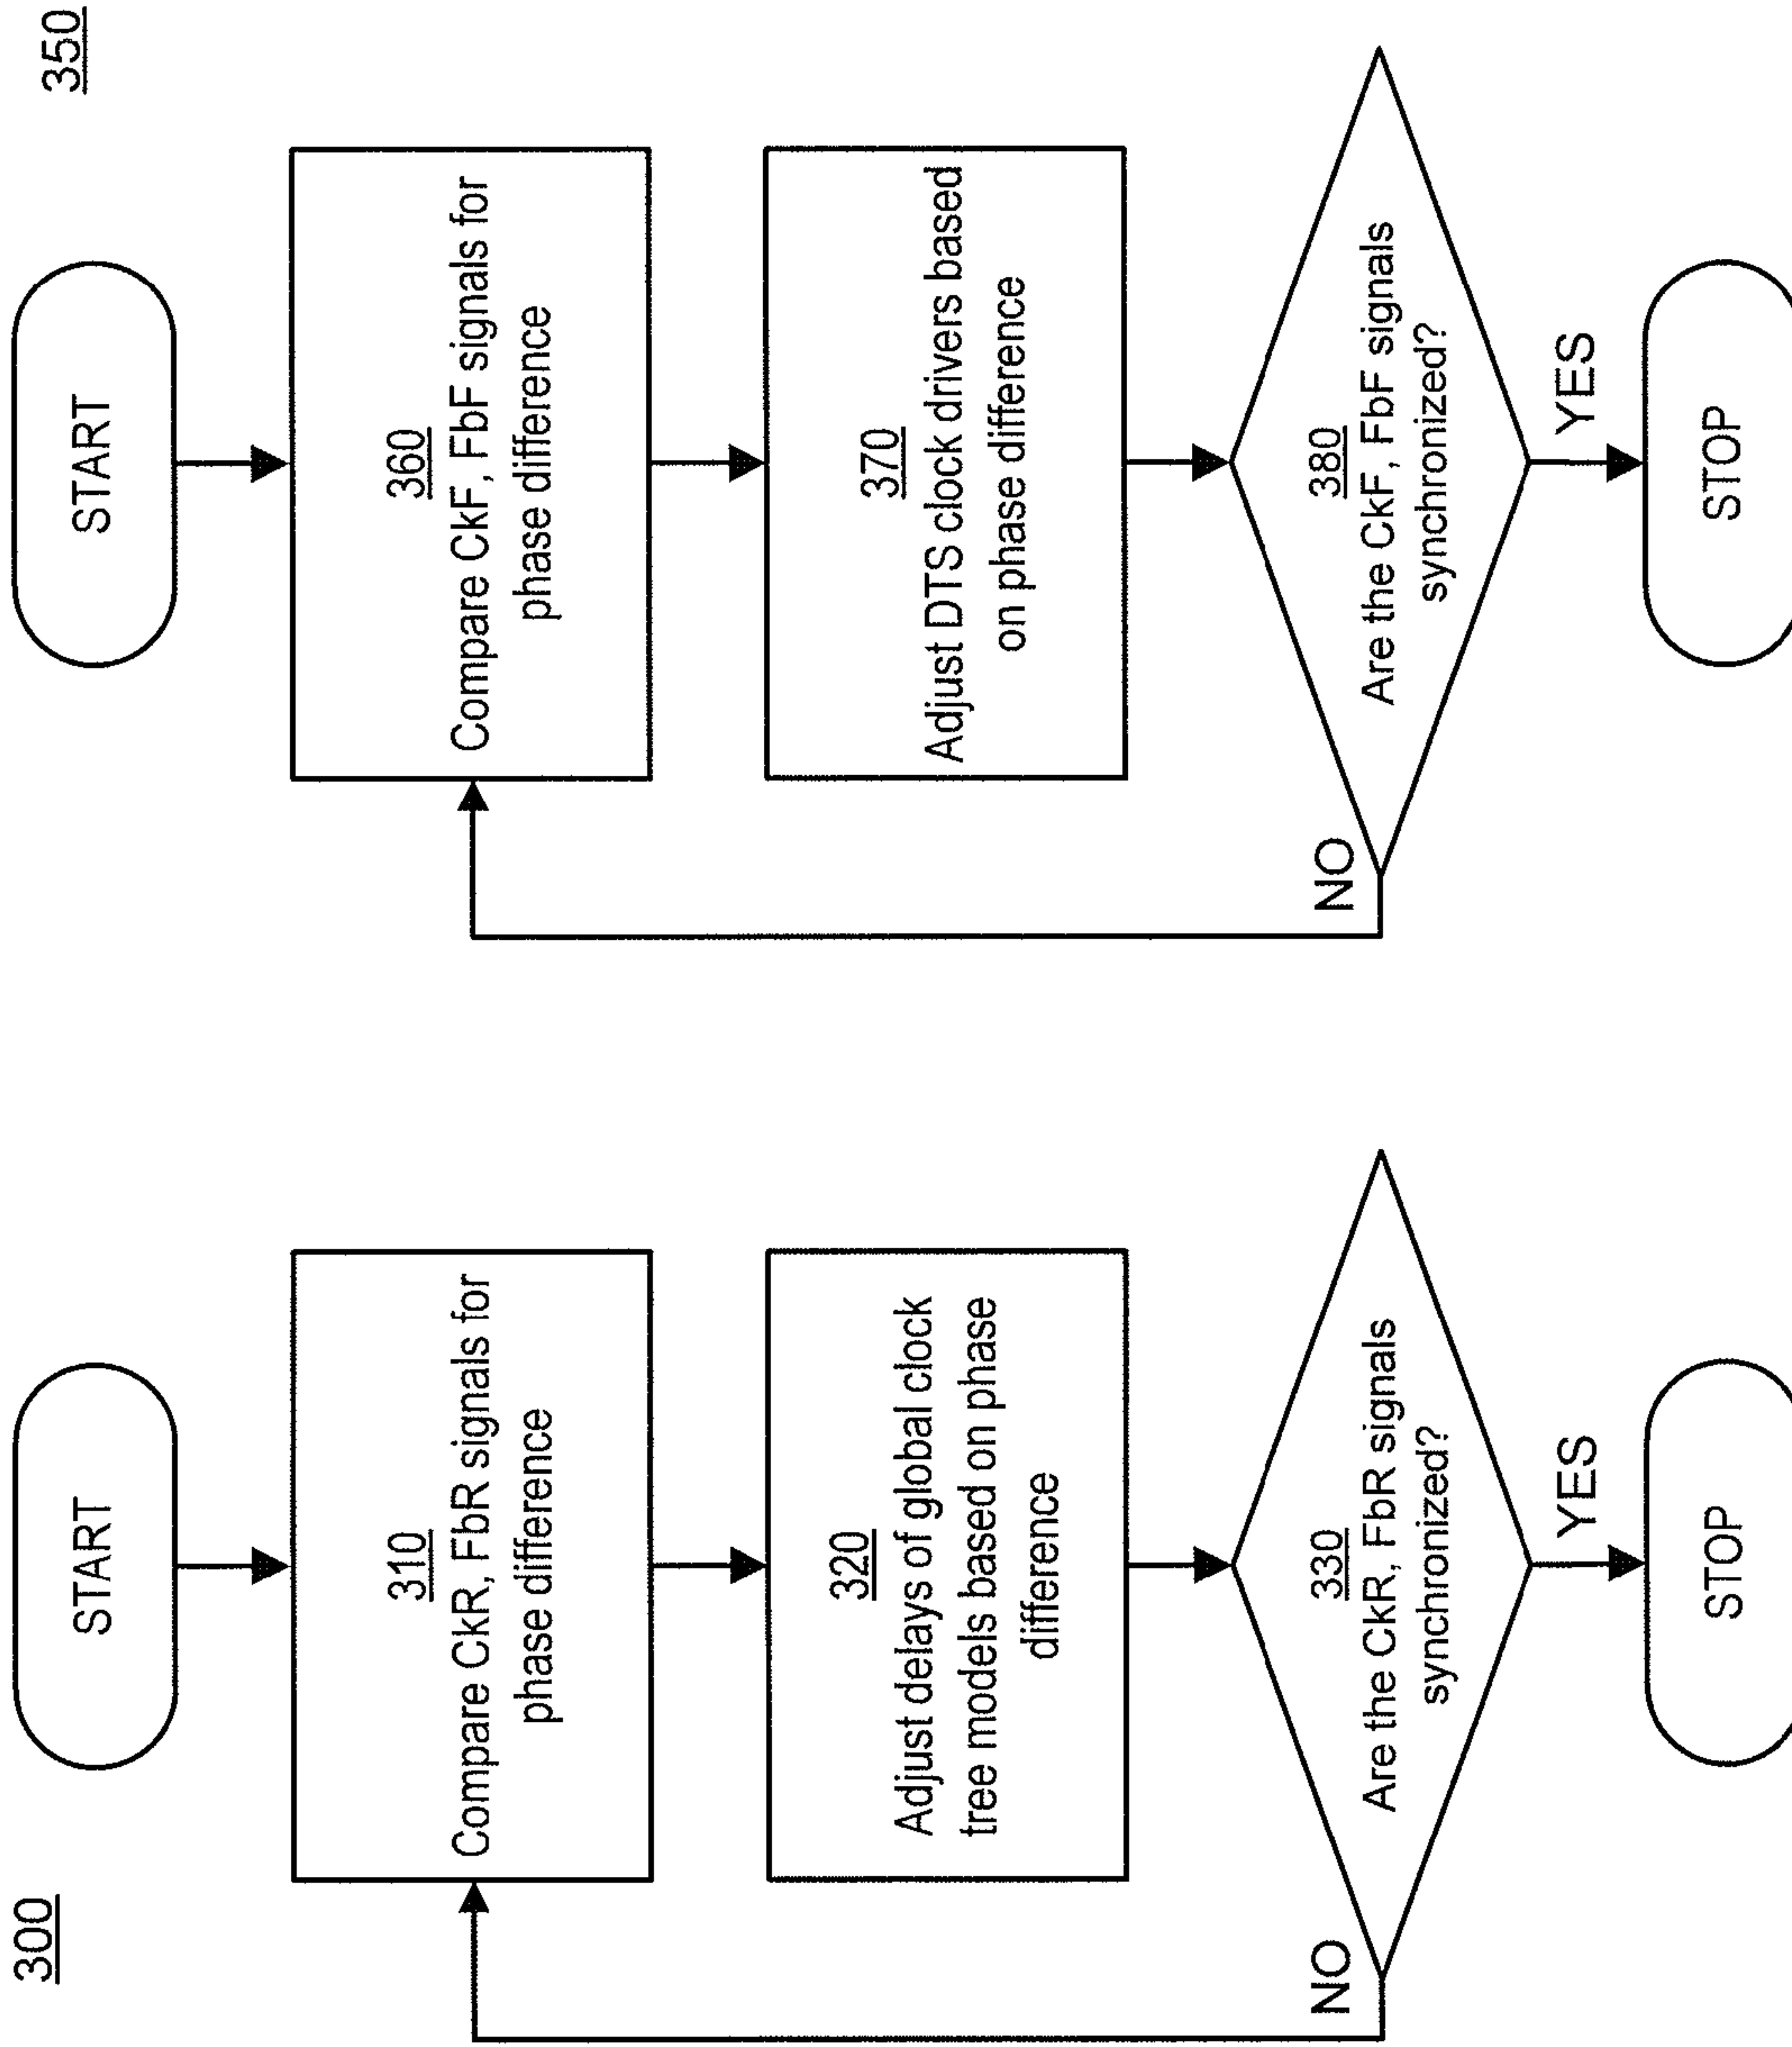 300
START
310
Compare CkR, FbR signals for
phase difference
320
Adjust delays of global clock
tree models based on phase
difference
330
Are the CkR, FbR signals
synchronized?
NO
YES
STOP
350
START
360
Compare CkF, FbF signals for
phase difference
370
Adjust DTS clock drivers based
on phase difference
380
Are the CkF, FbF signals
synchronized?
NO
YES
STOP